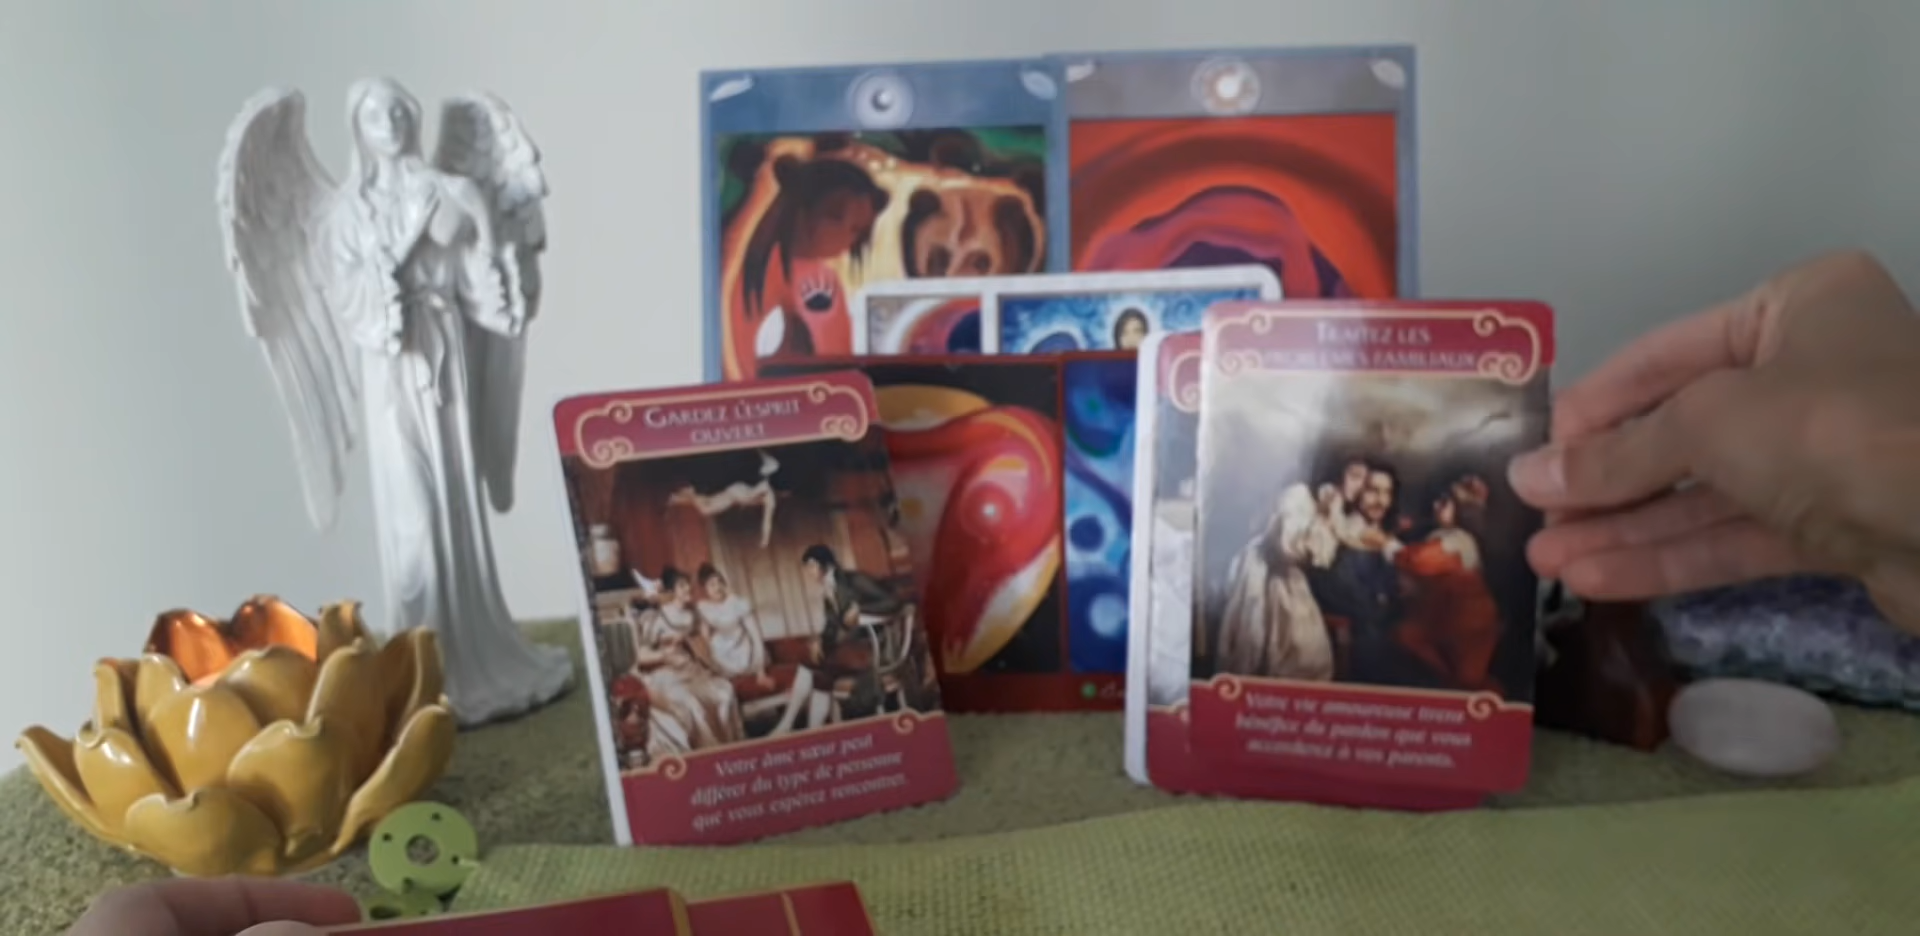 GARDEZ L'ESPRIT
OUVERT
Votre âme sœur peut
différer du type de personne
que vous espérez rencontrer.
TRAITEZ LES
PROBLÈMES FAMILIAUX
Votre vie amoureuse tirera
bénéfice du pardon que vous
accorderez à vos parents.